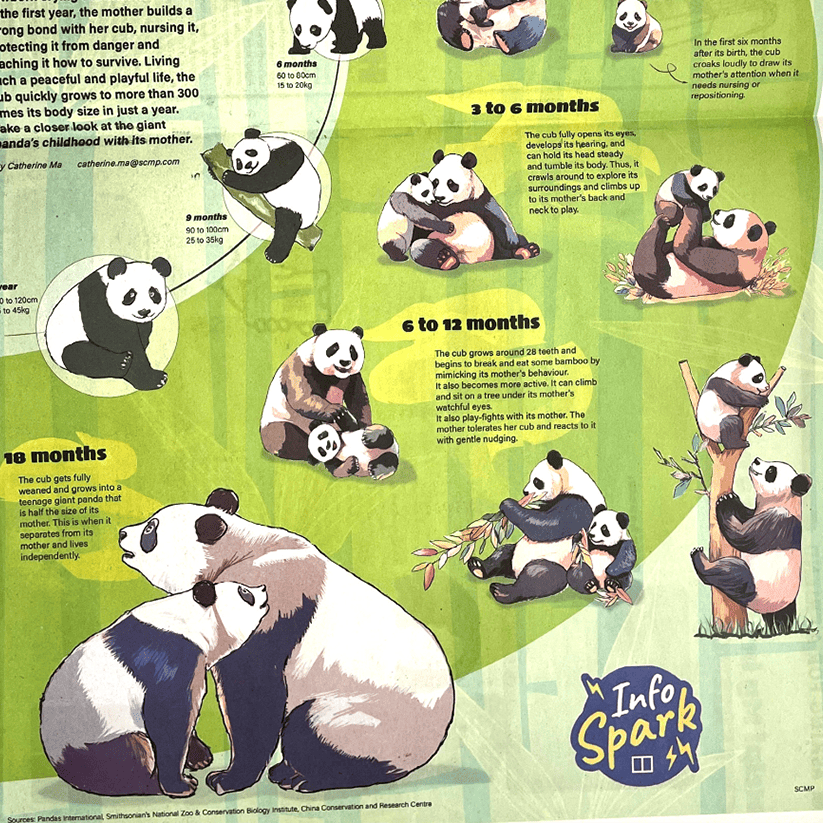 the first year, the mother builds a
rong bond with her cub, nursing it,
otecting it from danger and
aching it how to survive. Living
ch a peaceful and playful life, the
ub quickly grows to more than 300
mes its body size in just a year.
ake a closer look at the giant
anda's childhood with its mother.
y Catherine Ma catherine.ma@scmp.com
6 months
60 to 80cm
15 to 20kg
9 months
90 to 100cm
25 to 35kg
year
0 to 120cm
to 45kg
In the first six months
after its birth, the cub
croaks loudly to draw its
mother's attention when it
needs nursing or
repositioning.
3 to 6 months
The cub fully opens its eyes,
develops its hearing, and
can hold its head steady
and tumble its body. Thus, it
crawls around to explore its
surroundings and climbs up
to its mother's back and
neck to play.
6 to 12 months
The cub grows around 28 teeth and
begins to break and eat some bamboo by
mimicking its mother's behaviour.
It also becomes more active. It can climb
and sit on a tree under its mother's
watchful eyes.
It also play-fights with its mother. The
mother tolerates her cub and reacts to it
with gentle nudging.
18 months
The cub gets fully
weaned and grows into a
teenage giant panda that
is half the size of its
mother. This is when it
separates from its
mother and lives
independently.
Info
Spark
SCMP
Sources: Pandas International, Smithsonian's National Zoo & Conservation Biology Institute, China Conservation and Research Centre